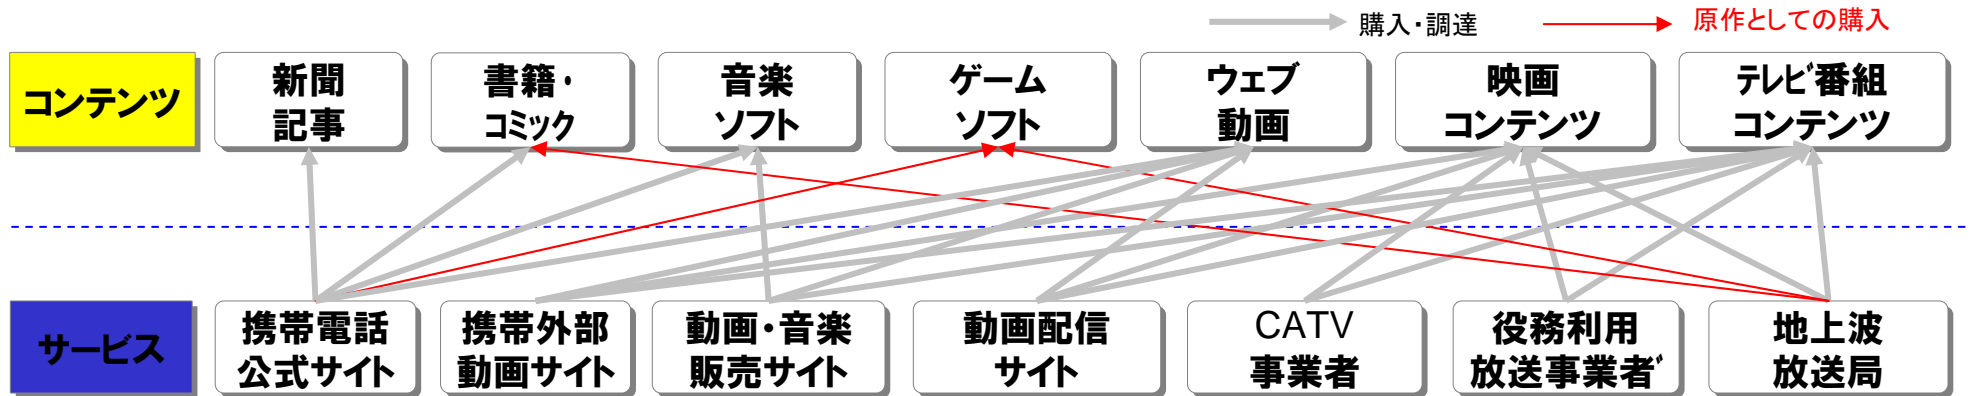 購入・調達
原作としての購入
コンテンツ
新聞
記事
書籍・
コミック
音楽
ソフト
ゲーム
ソフト
ウェブ
動画
映画
コンテンツ
テレビ番組
コンテンツ
サービス
携帯電話
公式サイト
携帯外部
動画サイト
動画・音楽
販売サイト
動画配信
サイト
CATV
事業者
役務利用
放送事業者゛
地上波
放送局